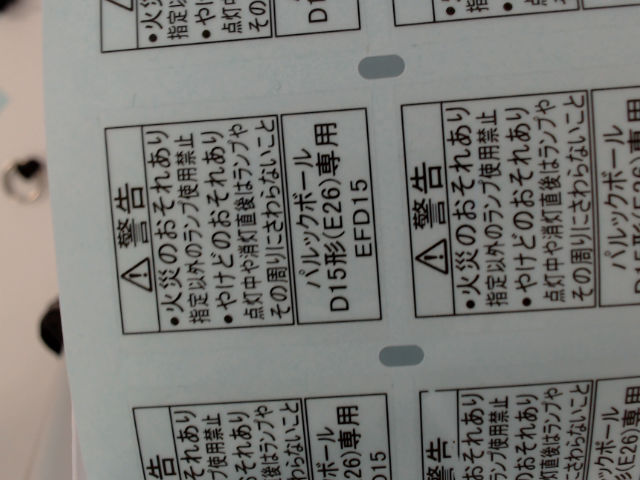 告
それあり
プ使用禁止
それあり
後はランプや
わらないこと
ボール
26)専用
D15
⚠警告
・火災のおそれあり
指定以外のランプ使用禁止
・やけどのおそれあり
点灯中や消灯直後はランプや
その周りにさわらないこと
パルックボール
D15形(E26)専用
EFD15
・火災
指定以
・やけ
点灯中
その
D1
警告
おそれあり
ンプ使用禁止
のおそれあり
直後はランプや
さわらないこと
ボール
(E26)専用
⚠警告
・火災のおそれあり
指定以外のランプ使用禁止
・やけどのおそれあり
点灯中や消灯直後はランプや
その周りにさわらないこと
パルックボール
D15形(E26)専用
指